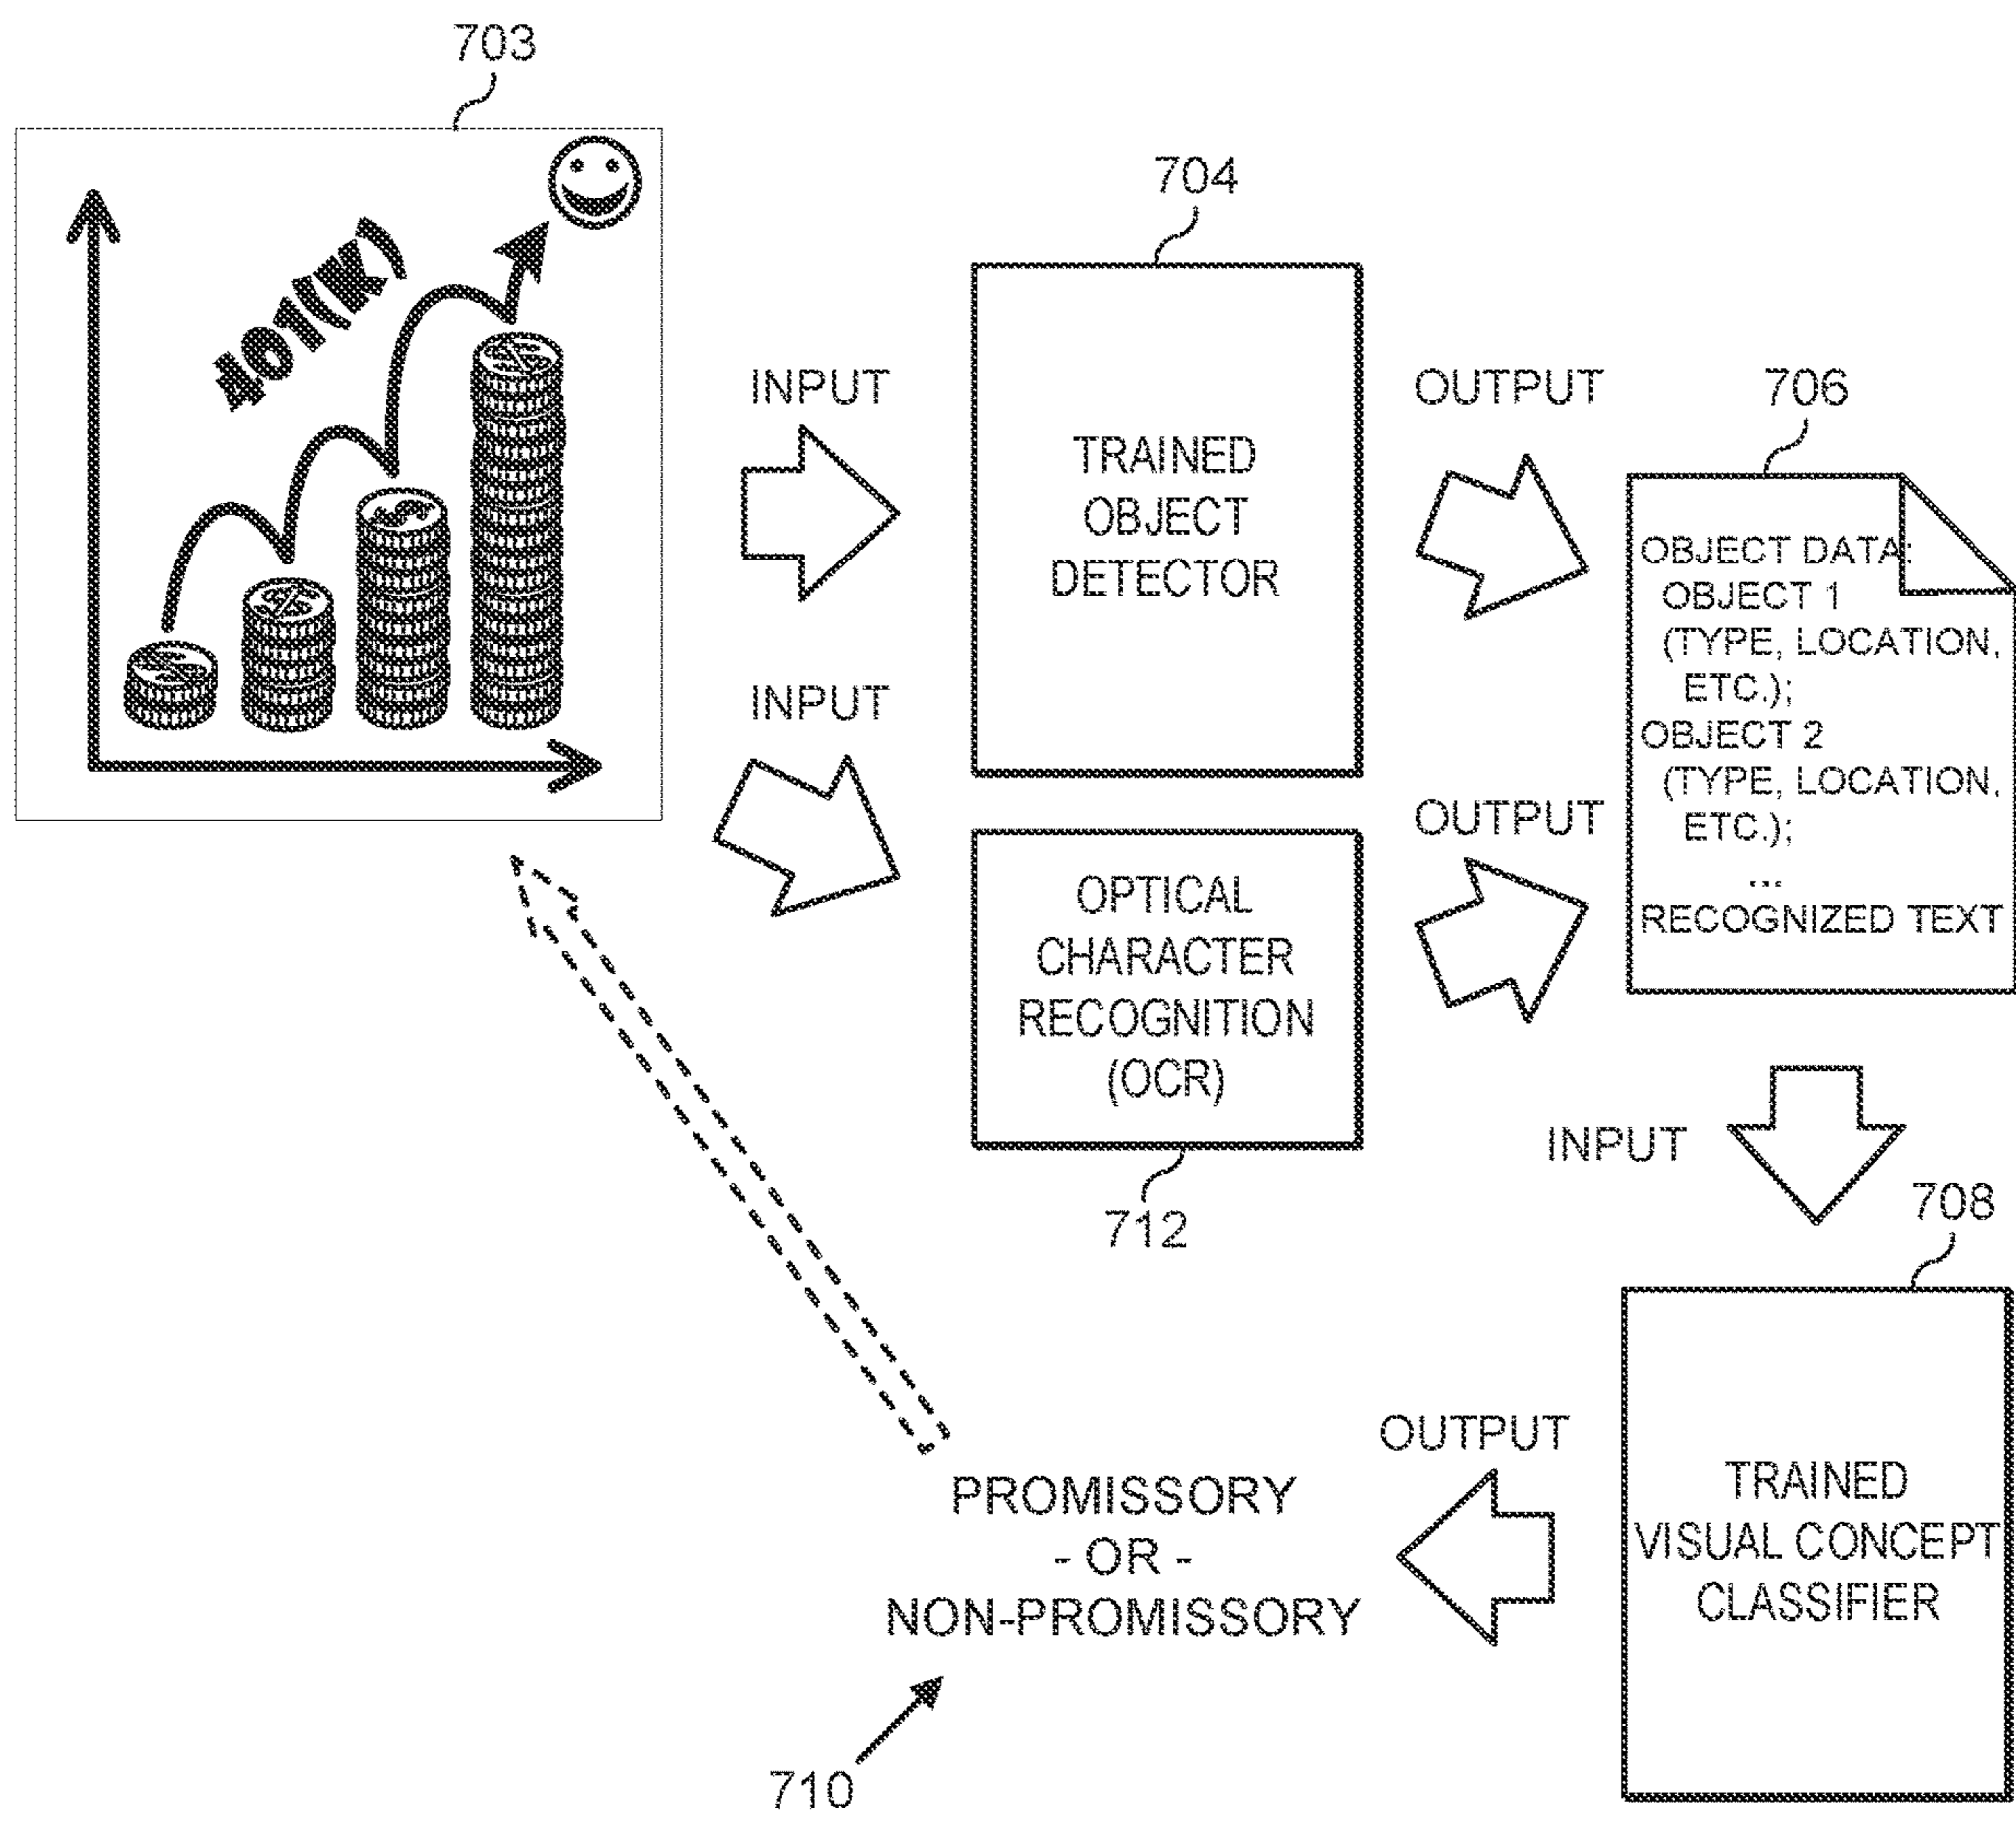 703
401(K)
INPUT
INPUT
704
TRAINED
OBJECT
DETECTOR
OPTICAL
CHARACTER
RECOGNITION
(OCR)
712
OUTPUT
OUTPUT
706
OBJECT DATA:
OBJECT 1
(TYPE, LOCATION,
ETC.);
OBJECT 2
(TYPE, LOCATION,
ETC.);
...
RECOGNIZED TEXT
INPUT
708
TRAINED
VISUAL CONCEPT
CLASSIFIER
OUTPUT
PROMISSORY
- OR -
NON-PROMISSORY
710